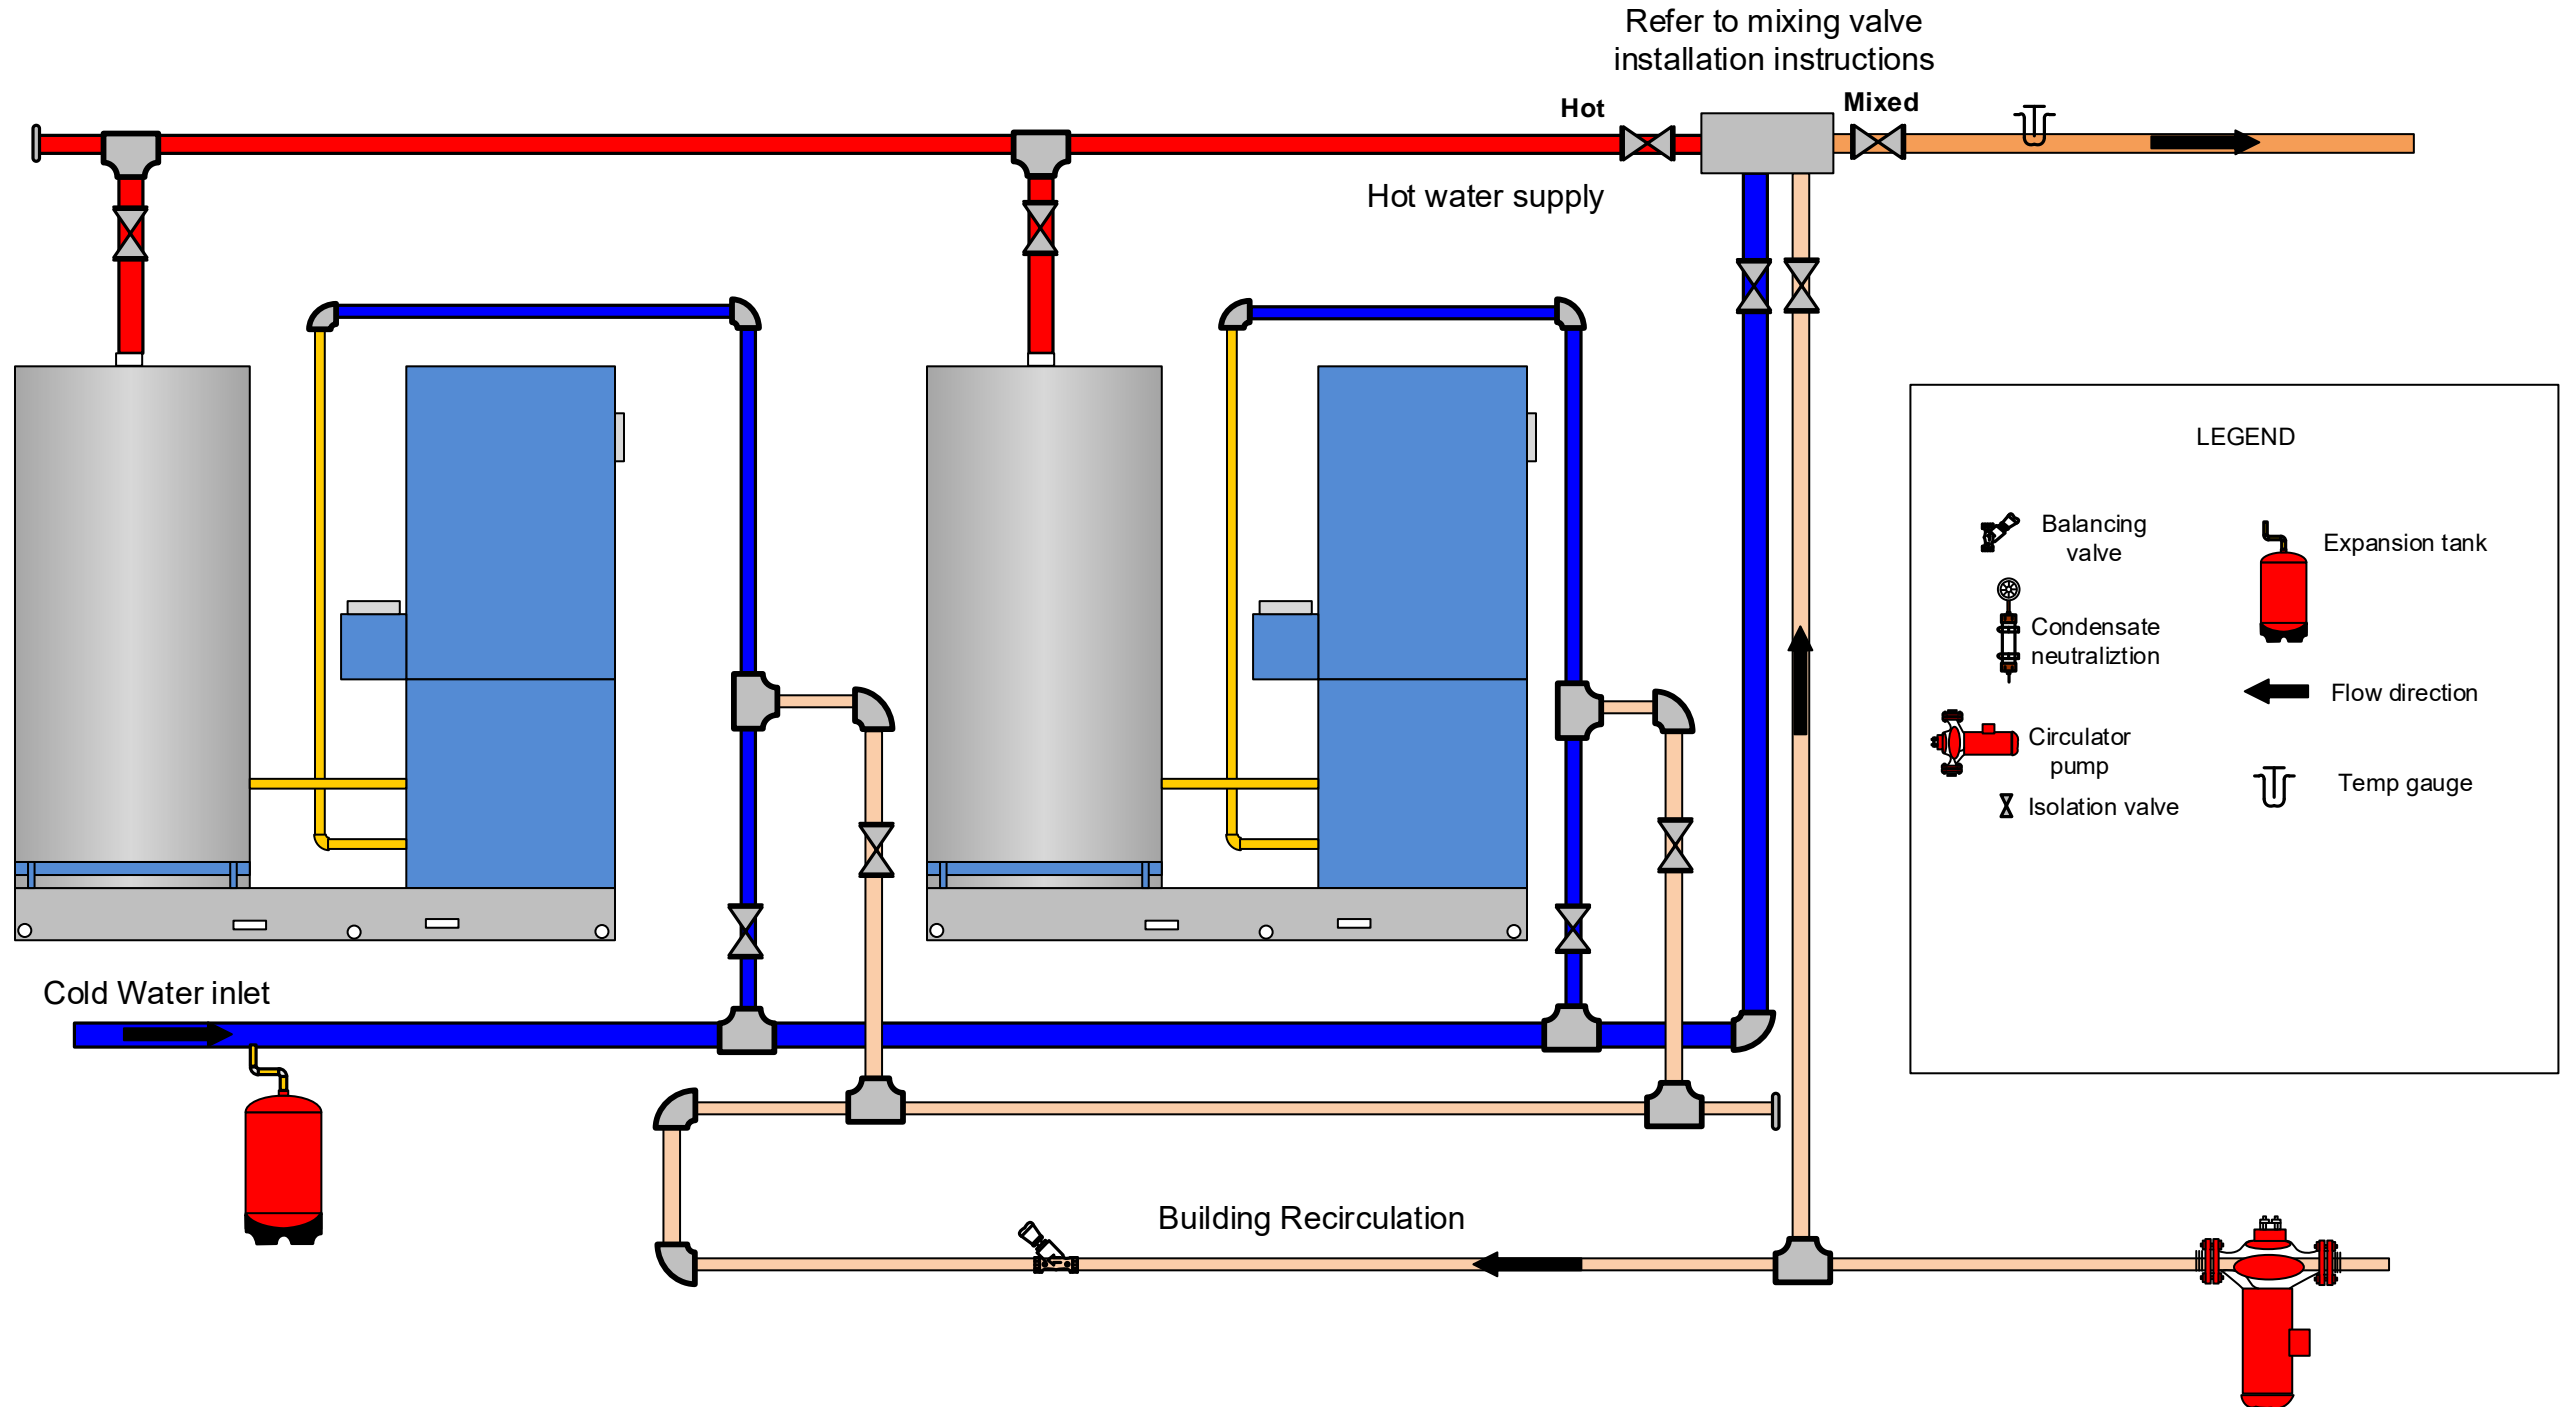 Refer to mixing valve
installation instructions
Hot
Mixed
Hot water supply
LEGEND
Balancing
valve
Expansion tank
Condensate
neutraliztion
Flow direction
Circulator
pump
Temp gauge
Isolation valve
Cold Water inlet
Building Recirculation